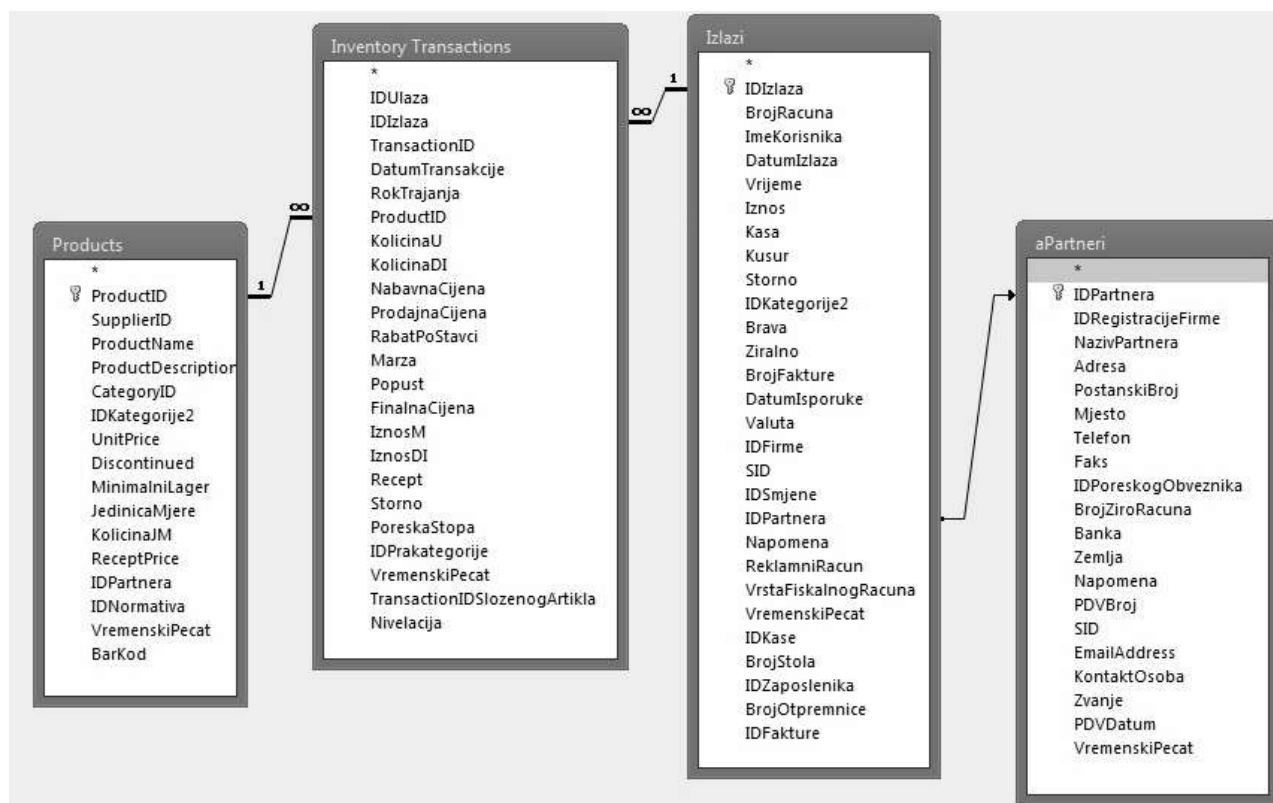 Products
*
ProductID
SupplierID
ProductName
ProductDescription
CategoryID
IDKategorije2
UnitPrice
Discontinued
MinimalniLager
JedinicaMjere
KolicinaJM
ReceptPrice
IDPartnera
IDNormativa
VremenskiPecat
BarKod
1
∞
Inventory Transactions
*
IDUlaza
IDIzlaza
TransactionID
DatumTransakcije
RokTrajanja
ProductID
KolicinaU
KolicinaDI
NabavnaCijena
ProdajnaCijena
RabatPoStavci
Marza
Popust
FinalnaCijena
IznosM
IznosDI
Recept
Storno
PoreskaStopa
IDPrakategorije
VremenskiPecat
TransactionIDSlozenogArtikla
Nivelacija
∞
1
Izlazi
*
IDIzlaza
BrojRacuna
ImeKorisnika
DatumIzlaza
Vrijeme
Iznos
Kasa
Kusur
Storno
IDKategorije2
Brava
Ziralno
BrojFakture
DatumIsporuke
Valuta
IDFirme
SID
IDSmjene
IDPartnera
Napomena
ReklamniRacun
VrstaFiskalnogRacuna
VremenskiPecat
IDKase
BrojStola
IDZaposlenika
BrojOtpremnice
IDFakture
aPartneri
*
IDPartnera
IDRegistracijeFirme
NazivPartnera
Adresa
PostanskiBroj
Mjesto
Telefon
Faks
IDPoreskogObveznika
BrojZiroRacuna
Banka
Zemlja
Napomena
PDVBroj
SID
EmailAddress
KontaktOsoba
Zvanje
PDVDatum
VremenskiPecat